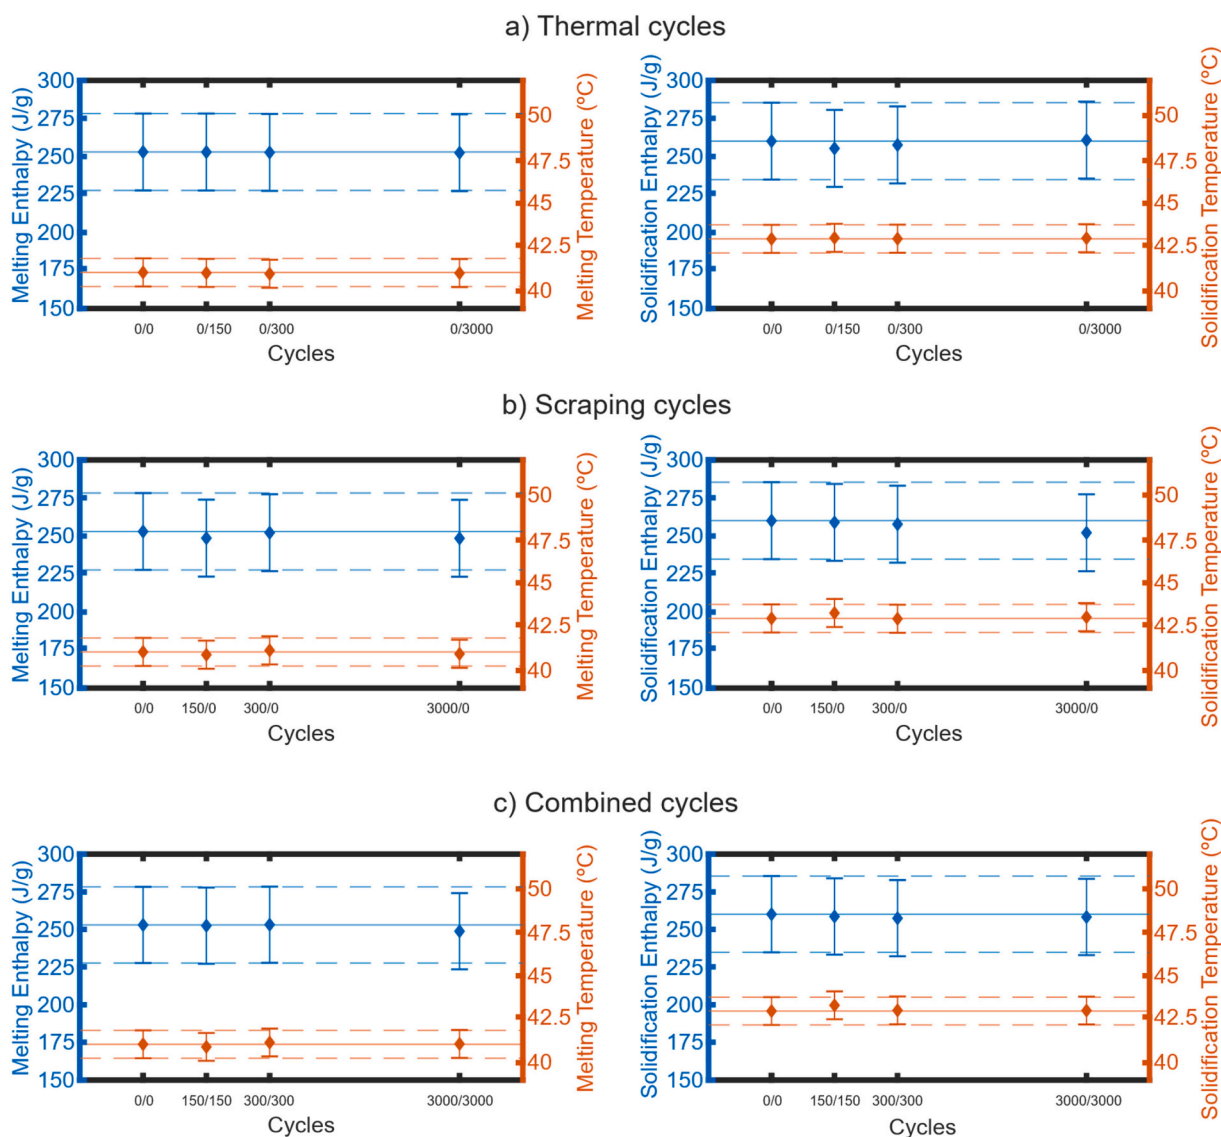 a) Thermal cycles
Melting Enthalpy (J/g)
300
275
250
225
200
175
150
50
47.5
45
42.5
40
Melting Temperature (ºC)
0/0 0/150 0/300 0/3000
Cycles
Solidification Enthalpy (J/g)
300
275
250
225
200
175
150
50
47.5
45
42.5
40
Solidification Temperature (ºC)
0/0 0/150 0/300 0/3000
Cycles
b) Scraping cycles
Melting Enthalpy (J/g)
300
275
250
225
200
175
150
50
47.5
45
42.5
40
Melting Temperature (ºC)
0/0 150/0 300/0 3000/0
Cycles
Solidification Enthalpy (J/g)
300
275
250
225
200
175
150
50
47.5
45
42.5
40
Solidification Temperature (ºC)
0/0 150/0 300/0 3000/0
Cycles
c) Combined cycles
Melting Enthalpy (J/g)
300
275
250
225
200
175
150
50
47.5
45
42.5
40
Melting Temperature (ºC)
0/0 150/150 300/300 3000/3000
Cycles
Solidification Enthalpy (J/g)
300
275
250
225
200
175
150
50
47.5
45
42.5
40
Solidification Temperature (ºC)
0/0 150/150 300/300 3000/3000
Cycles